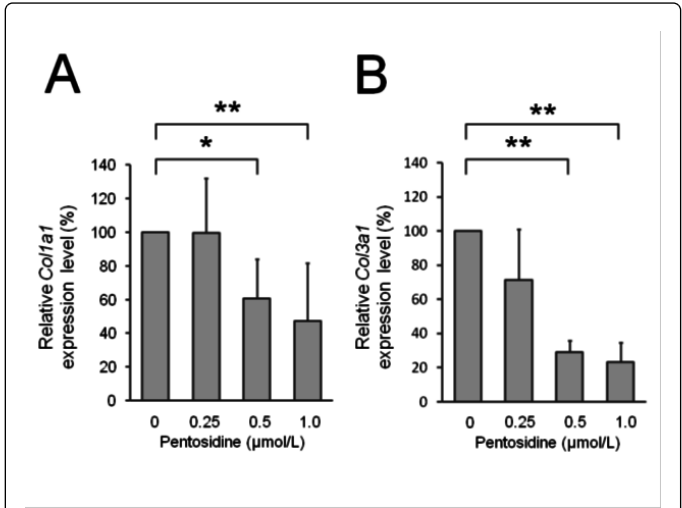 A
B
**
*
140
120
100
80
60
40
20
0
Relative Col1a1
expression level (%)
0 0.25 0.5 1.0
Pentosidine (µmol/L)
**
**
140
120
100
80
60
40
20
0
Relative Col3a1
expression level (%)
0 0.25 0.5 1.0
Pentosidine (µmol/L)